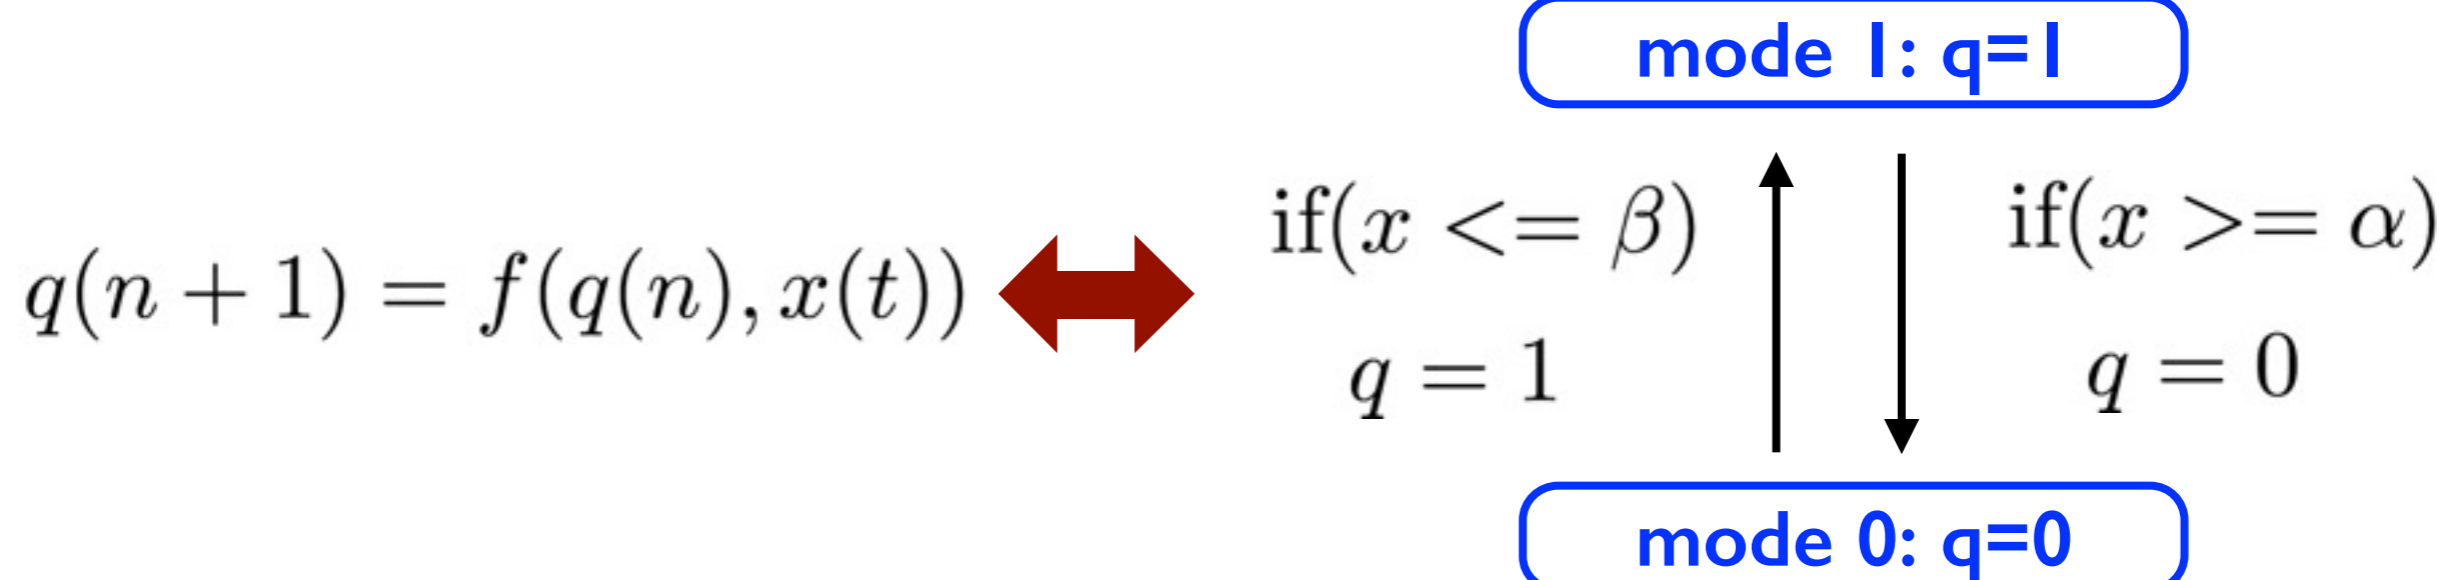 mode 1: q=1
q(n + 1) = f(q(n), x(t))
if(x <= β)
q = 1
if(x >= α)
q = 0
mode 0: q=0